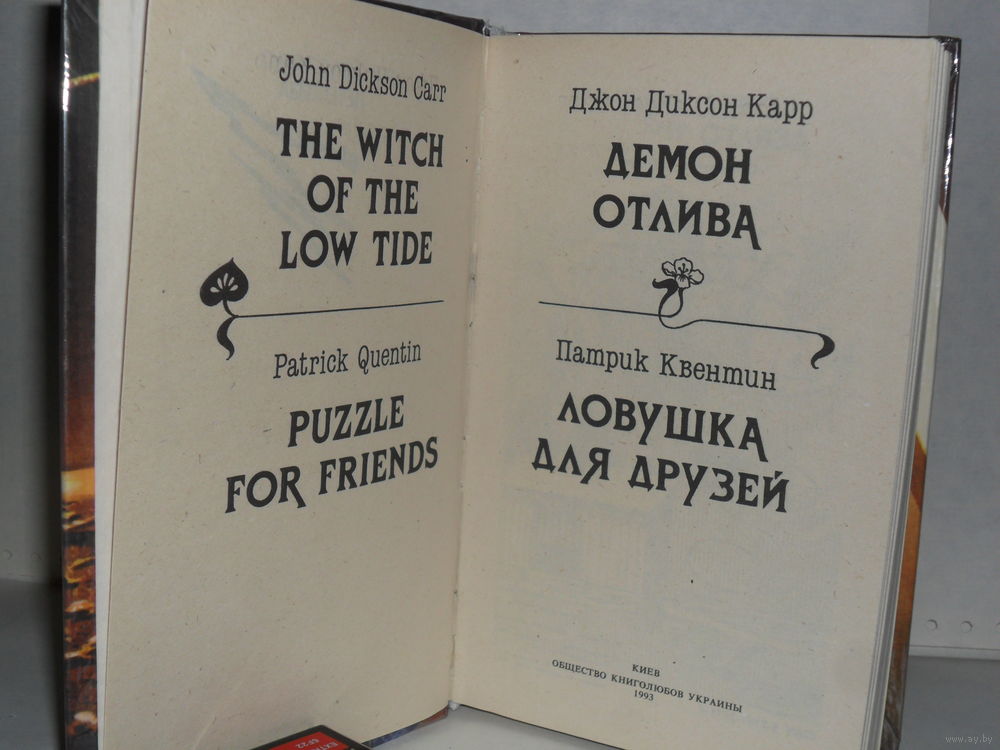 John Dickson Carr
THE WITCH
OF THE
LOW TIDE
Patrick Quentin
PUZZLE
FOR FRIENDS
Джон Диксон Карр
ДЕМОН
ОТЛИВА
Патрик Квентин
ЛОВУШКА
ДЛЯ ДРУЗЕЙ
КИЕВ
ОБЩЕСТВО КНИГОЛЮБОВ УКРАИНЫ
1993
www.ay.by